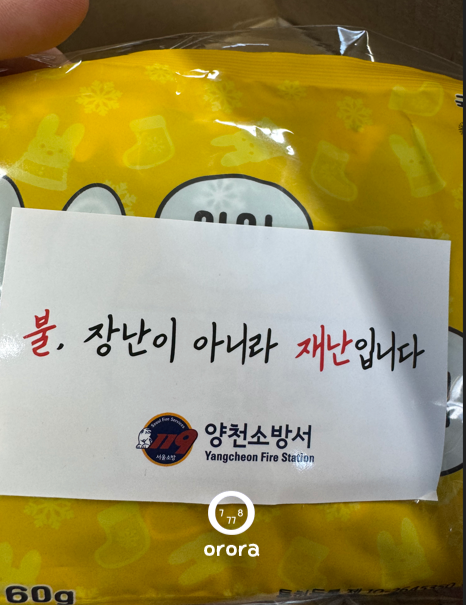 불, 장난이 아니라 재난입니다
119
서울소방
양천소방서
Yangcheon Fire Station
7 77 8
orora
60g